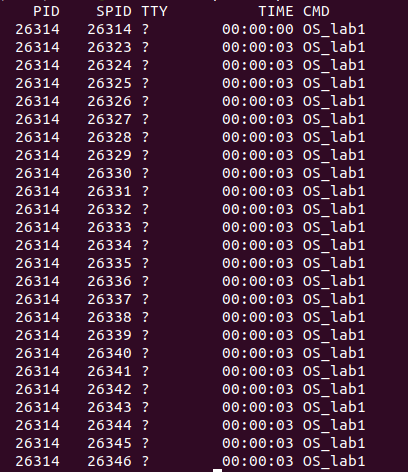 PID SPID TTY TIME CMD
26314 26314 ? 00:00:00 OS_lab1
26314 26323 ? 00:00:03 OS_lab1
26314 26324 ? 00:00:03 OS_lab1
26314 26325 ? 00:00:03 OS_lab1
26314 26326 ? 00:00:03 OS_lab1
26314 26327 ? 00:00:03 OS_lab1
26314 26328 ? 00:00:03 OS_lab1
26314 26329 ? 00:00:03 OS_lab1
26314 26330 ? 00:00:03 OS_lab1
26314 26331 ? 00:00:03 OS_lab1
26314 26332 ? 00:00:03 OS_lab1
26314 26333 ? 00:00:03 OS_lab1
26314 26334 ? 00:00:03 OS_lab1
26314 26335 ? 00:00:03 OS_lab1
26314 26336 ? 00:00:03 OS_lab1
26314 26337 ? 00:00:03 OS_lab1
26314 26338 ? 00:00:03 OS_lab1
26314 26339 ? 00:00:03 OS_lab1
26314 26340 ? 00:00:03 OS_lab1
26314 26341 ? 00:00:03 OS_lab1
26314 26342 ? 00:00:03 OS_lab1
26314 26343 ? 00:00:03 OS_lab1
26314 26344 ? 00:00:03 OS_lab1
26314 26345 ? 00:00:03 OS_lab1
26314 26346 ? 00:00:03 OS_lab1